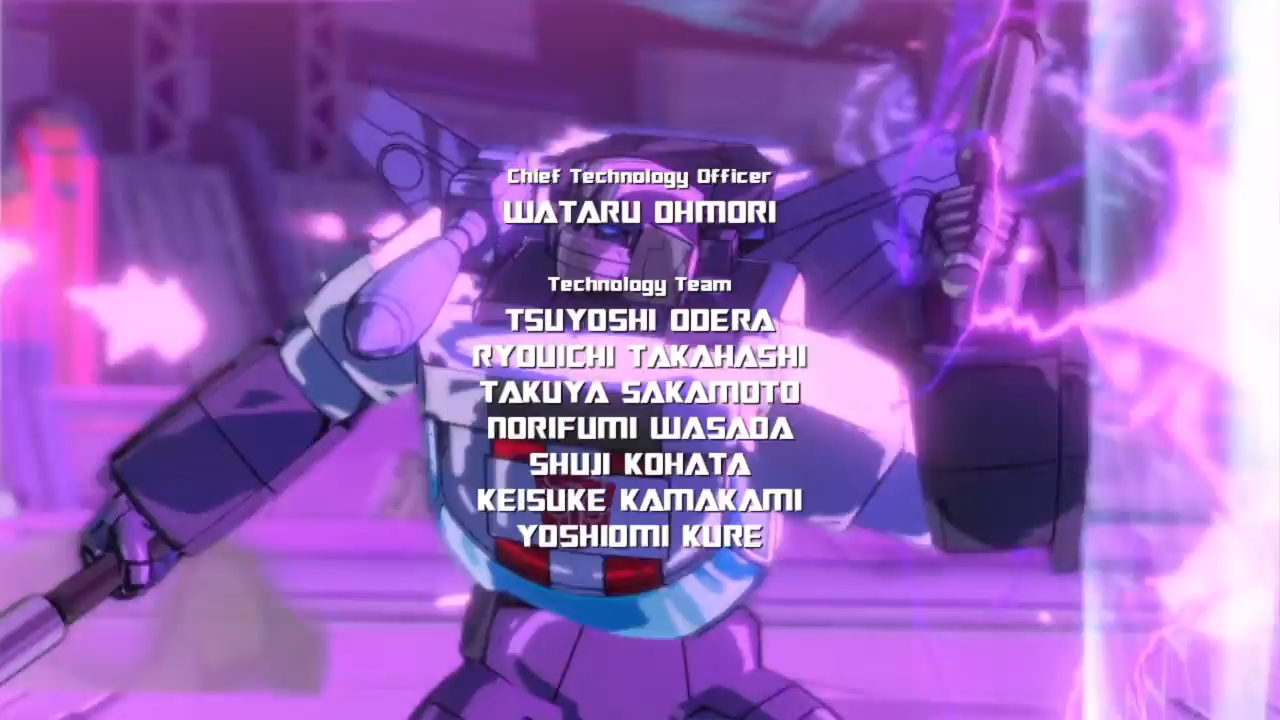 Chief Technology Officer
WATARU OHMORI
Technology Team
TSUYOSHI ODERA
RYOUICHI TAKAHASHI
TAKUYA SAKAMOTO
NORIFUMI WASADA
SHUJI KOHATA
KEISUKE KAMAKAMI
YOSHIOMI KURE